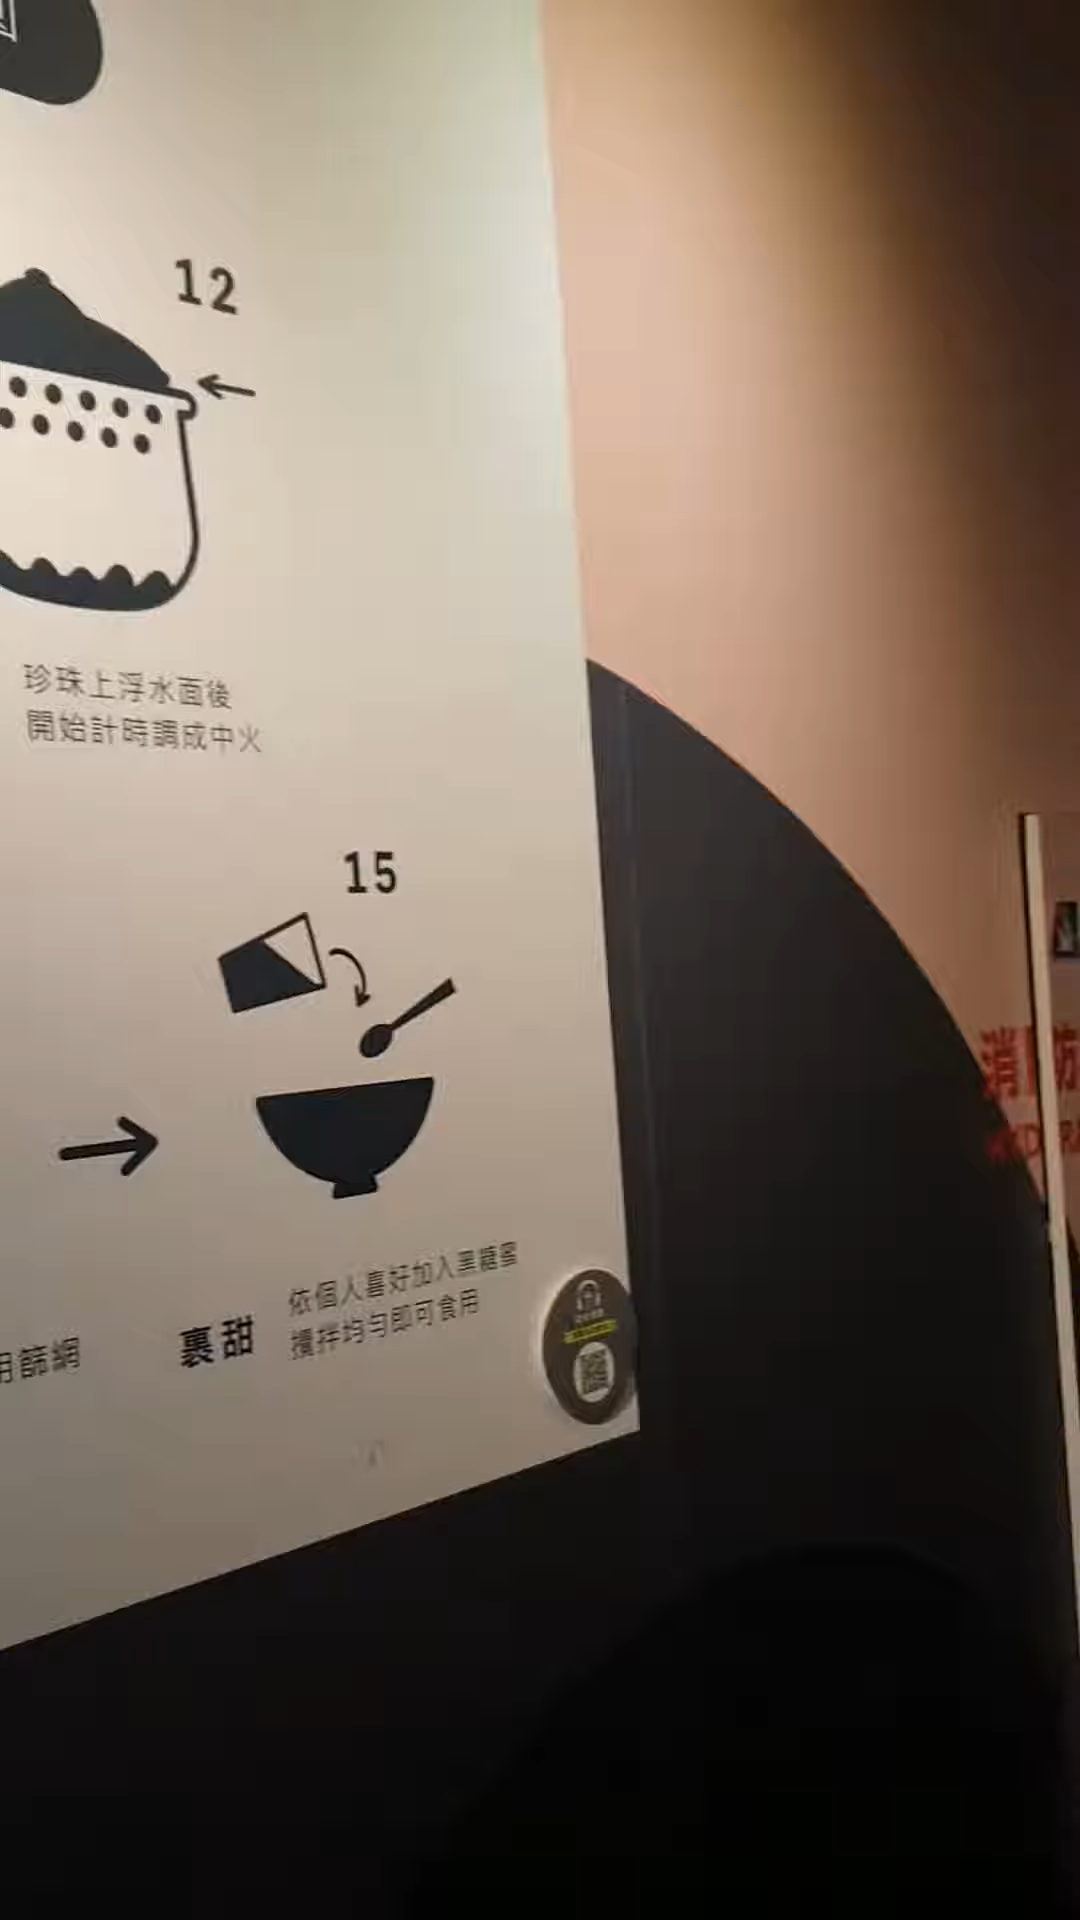 12
珍珠上浮水面後
開始計時調成中火
15
用篩網
裹甜
依個人喜好加入黑糖蜜
攪拌均勻即可食用
消防